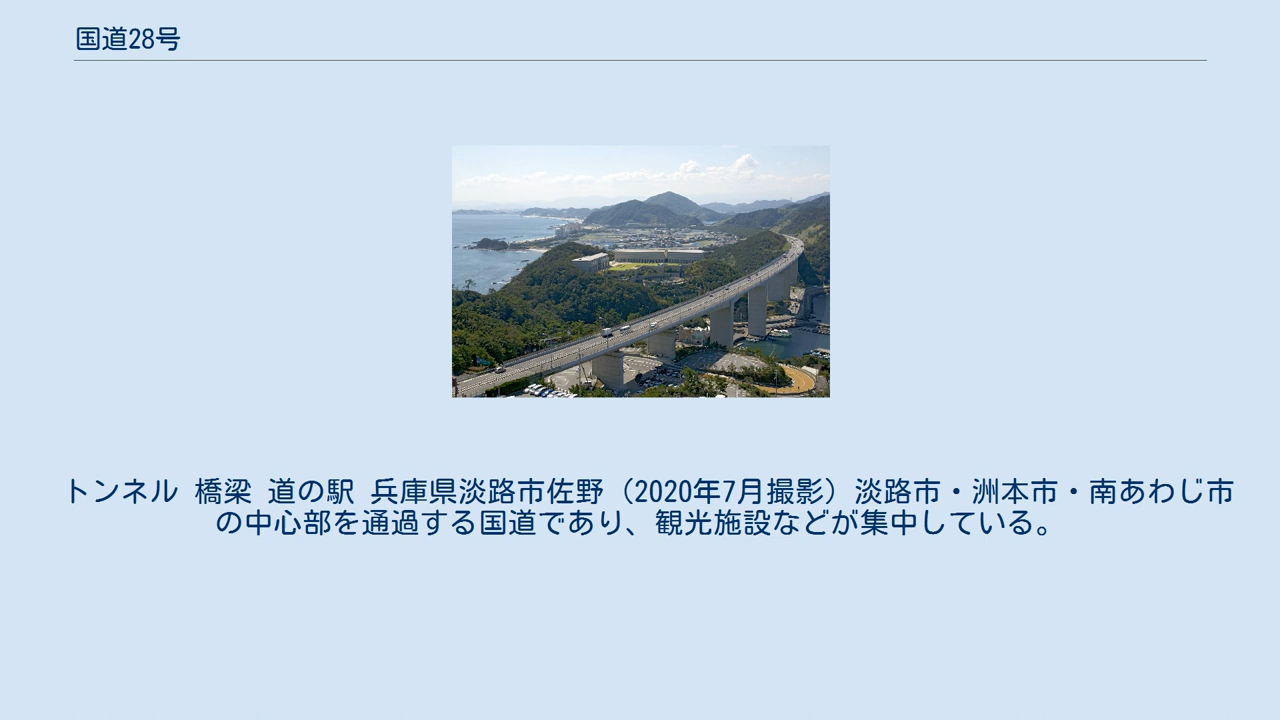 国道28号
トンネル 橋梁 道の駅 兵庫県淡路市佐野（2020年7月撮影）淡路市・洲本市・南あわじ市
の中心部を通過する国道であり、観光施設などが集中している。